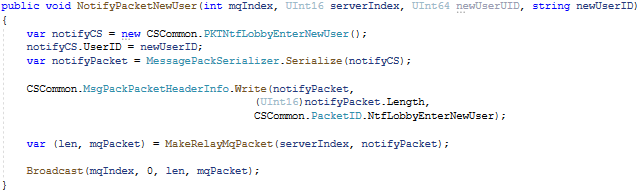 public void NotifyPacketNewUser(int mqIndex, UInt16 serverIndex, UInt64 newUserUID, string newUserID)
{
var notifyCS = new CSCommon.PKTNtfLobbyEnterNewUser();
notifyCS.UserID = newUserID;
var notifyPacket = MessagePackSerializer.Serialize(notifyCS);
CSCommon.MsgPackPacketHeaderInfo.Write(notifyPacket,
(UInt16)notifyPacket.Length,
CSCommon.PacketID.NtfLobbyEnterNewUser);
var (len, mqPacket) = MakeRelayMqPacket(serverIndex, notifyPacket);
Broadcast(mqIndex, 0, len, mqPacket);
}